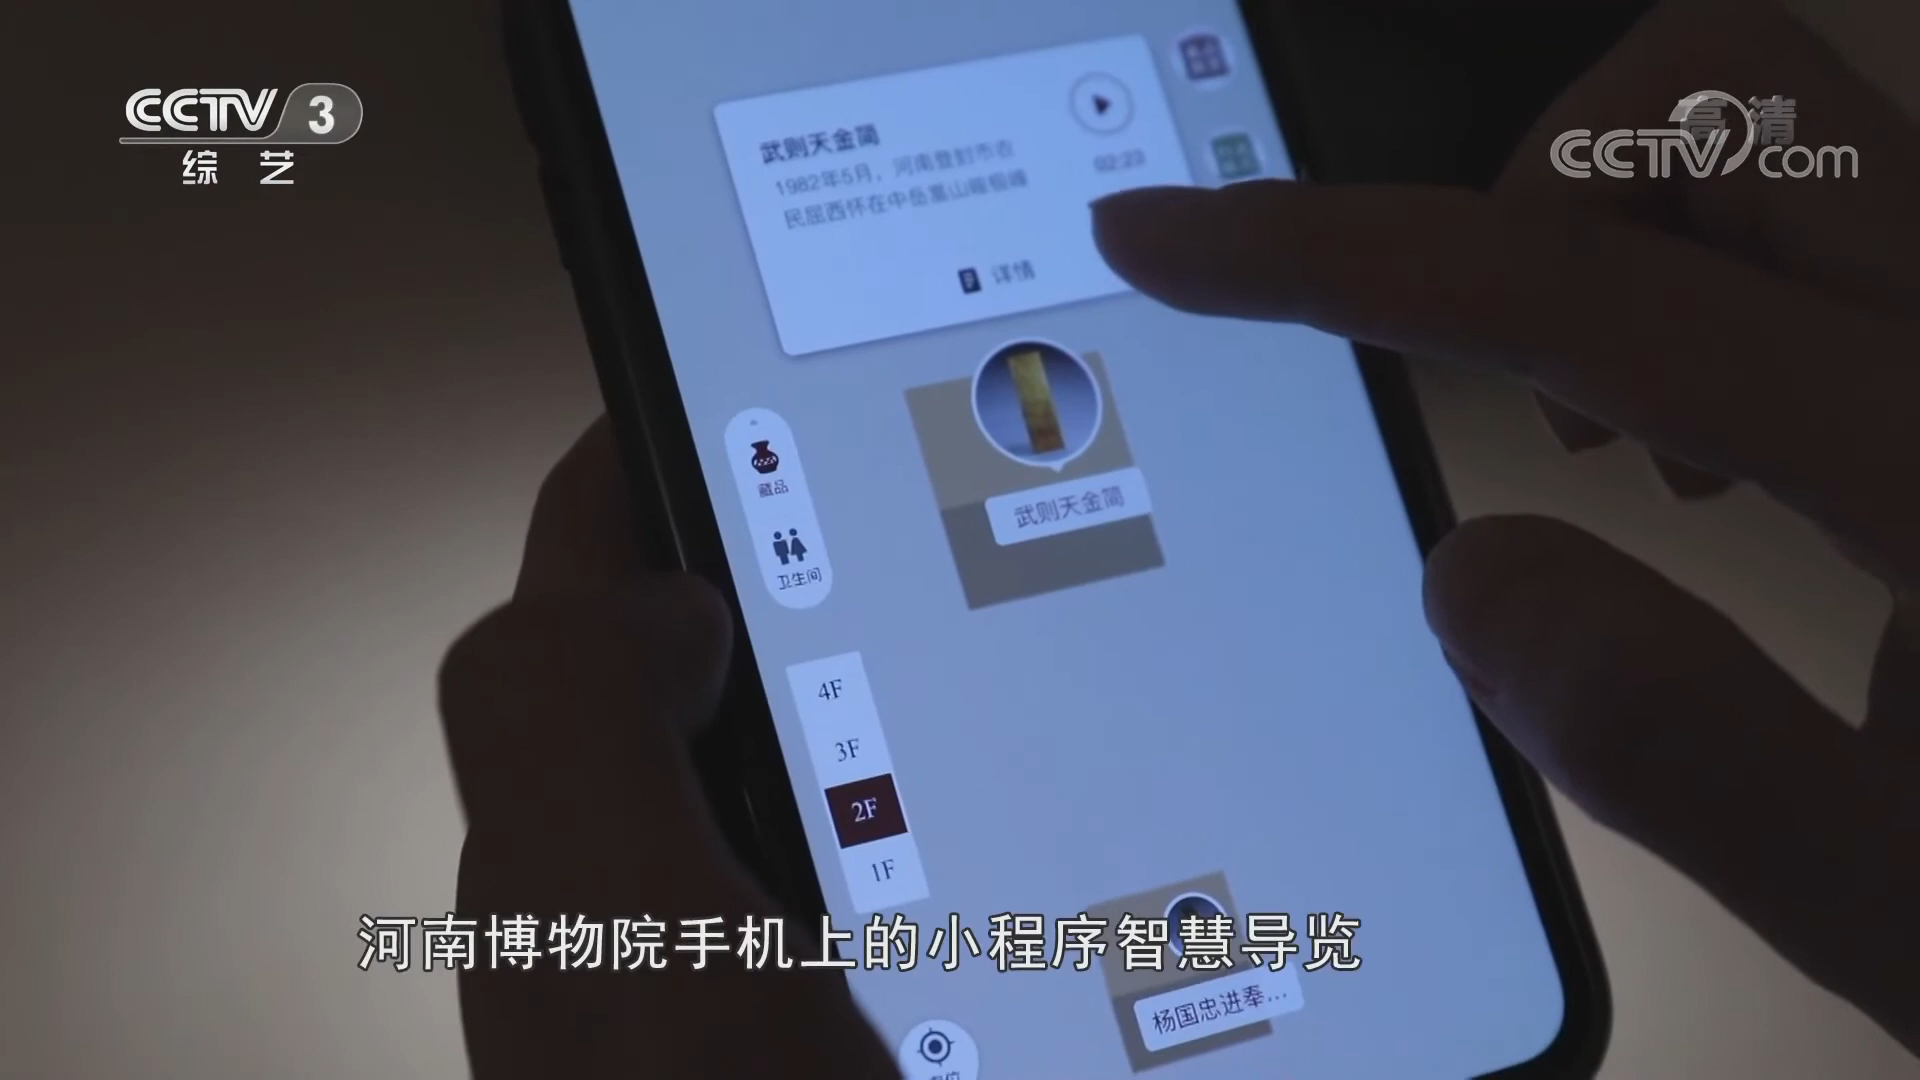 CCTV 3
综 艺
高清
CCTV.com
武则天金简
02:23
1982年5月，河南登封市农
民屈西怀在中岳嵩山峻极峰
详情
武则天金简
藏品
卫生间
4F
3F
2F
1F
河南博物院手机上的小程序智慧导览
杨国忠进奉...